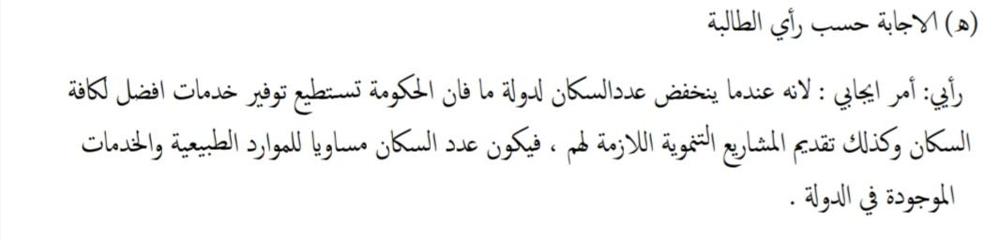 (ه) الاجابة حسب رأي الطالبة
رأيي: أمر ايجابي : لانه عندما ينخفض عددالسكان لدولة ما فان الحكومة تستطيع توفير خدمات افضل لكافة
السكان وكذلك تقديم المشاريع التنموية اللازمة لهم ، فيكون عدد السكان مساويا للموارد الطبيعية والخدمات
الموجودة في الدولة .